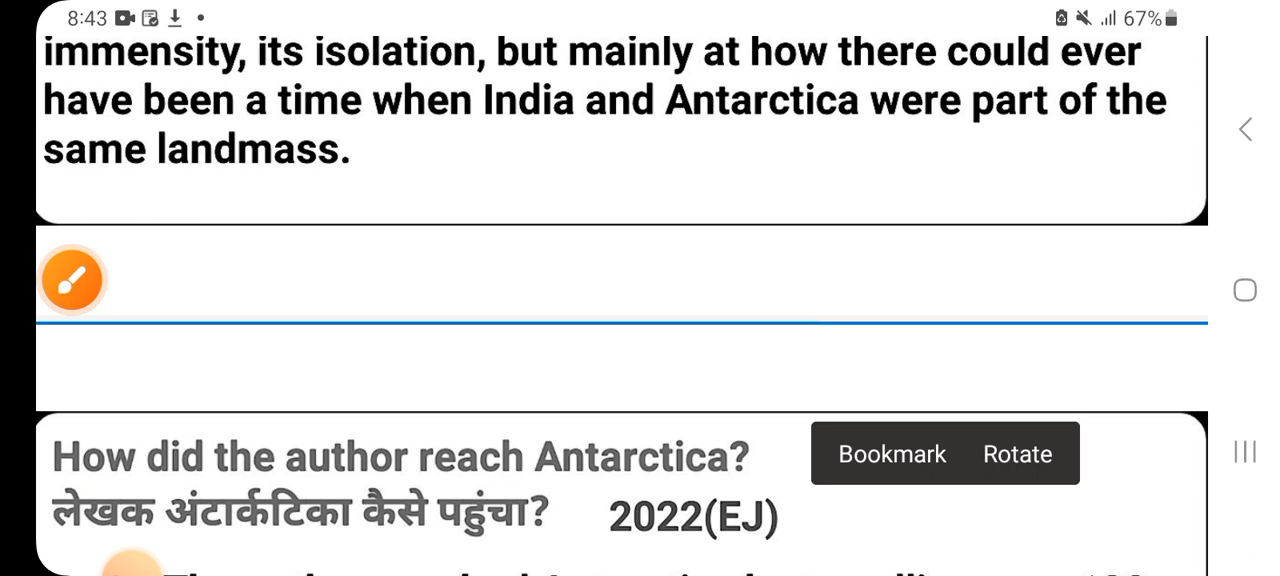 8:43
67%
immensity, its isolation, but mainly at how there could ever
have been a time when India and Antarctica were part of the
same landmass.
How did the author reach Antarctica?
Bookmark Rotate
लेखक अंटार्कटिका कैसे पहुंचा? 2022(EJ)